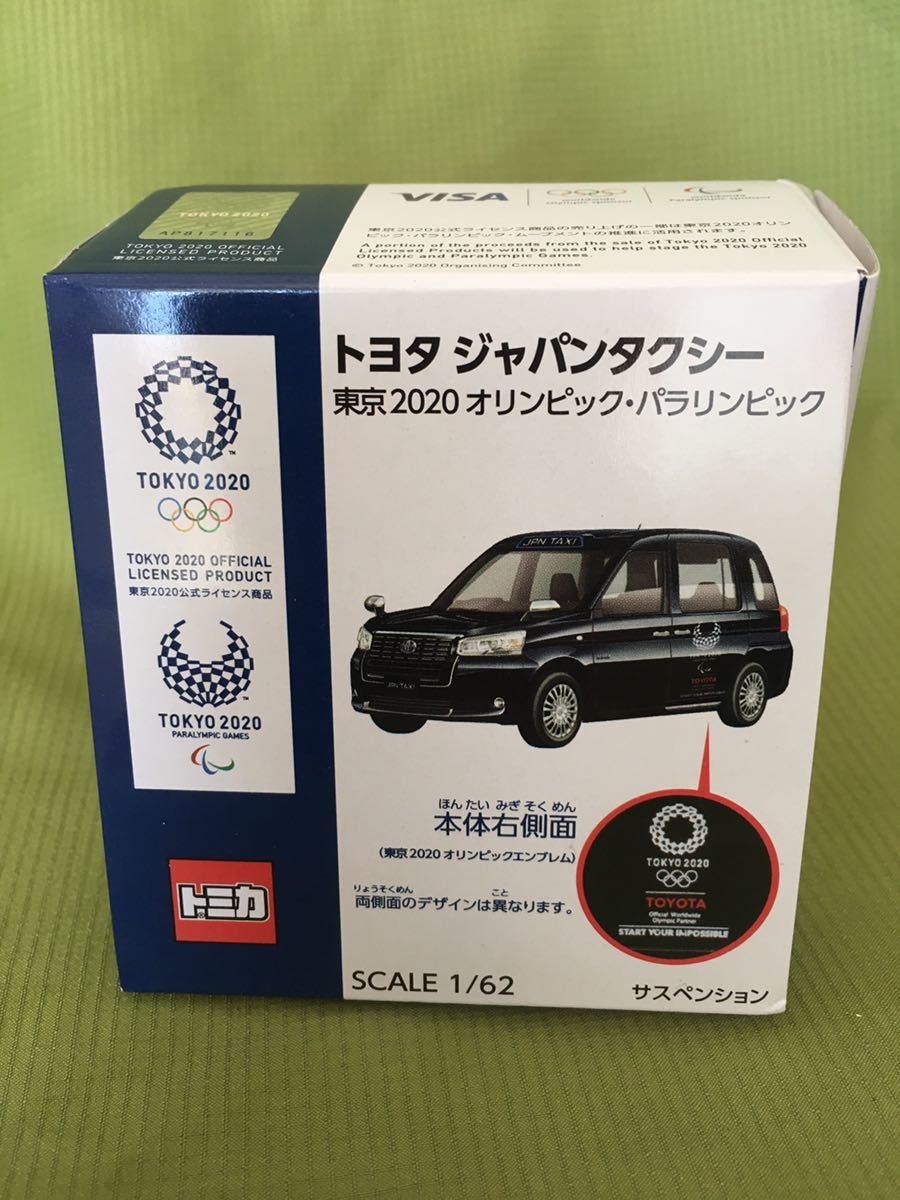 TOKYO 2020
AP817116
TOKYO 2020 OFFICIAL
LICENSED PRODUCT
東京2020公式ライセンス商品
VISA
worldwide
Olympic sponsor
worldwide
Paralympic sponsor
東京2020公式ライセンス商品の売り上げの一部は東京2020オリン
ピック・パラリンピック・ムーブメントの推進に活用されます。
A portion of the proceeds from the sale of Tokyo 2020 Official
Licensed Products will be used to help stage the Tokyo 2020
Olympic and Paralympic Games.
© Tokyo 2020 Organising Committee
トヨタ ジャパンタクシー
東京2020 オリンピック・パラリンピック
TM
TOKYO 2020
TOKYO 2020 OFFICIAL
LICENSED PRODUCT
東京2020公式ライセンス商品
TM
TOKYO 2020
PARALYMPIC GAMES
トミカ
®
JPN TAXI
JPN TAXI
TOYOTA
ほん たい みぎ そく めん
本体右側面
(東京2020 オリンピックエンブレム)
りょうそくめん こと
両側面のデザインは異なります。
TOKYO 2020
TOYOTA
Official Worldwide
Olympic Partner
START YOUR IMPOSSIBLE
SCALE 1/62
サスペンション